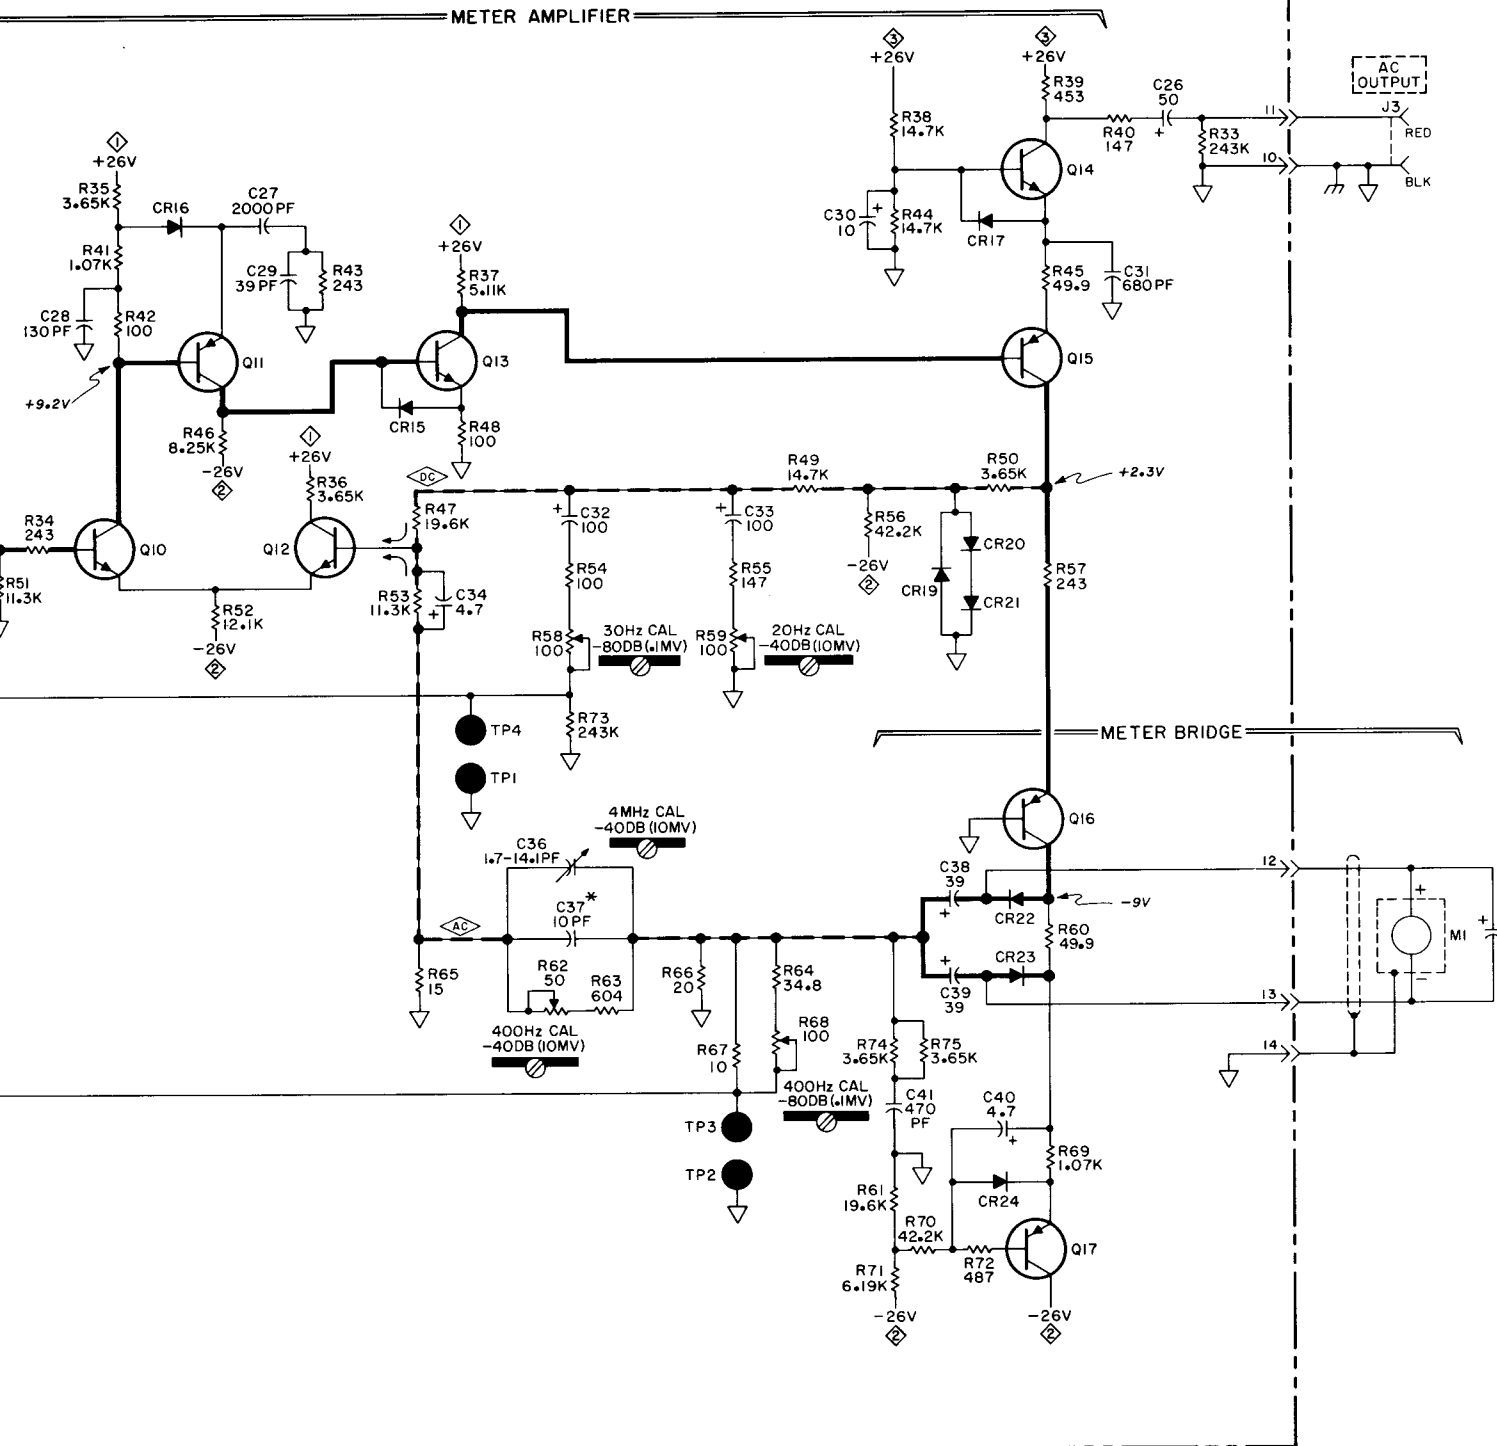 METER AMPLIFIER
3
+26V
3
+26V
R39
453
C26
50
+
AC
OUTPUT
R38
14.7K
R40
147
11
J3
RED
R33
243K
10
BLK
Q14
1
+26V
R35
3.65K
CR16
C27
2000PF
1
+26V
C30
10
+
R44
14.7K
CR17
R41
1.07K
C29
39PF
R43
243
R37
5.11K
R45
49.9
C31
680PF
C28
130PF
R42
100
Q11
Q13
Q15
+9.2V
CR15
R48
100
R46
8.25K
-26V
2
1
+26V
R36
3.65K
DC
R49
14.7K
R50
3.65K
+2.3V
R47
19.6K
+
C32
100
+
C33
100
R56
42.2K
-26V
2
R34
243
Q10
Q12
CR20
R54
100
R55
147
CR19
CR21
R57
243
R51
11.3K
R52
12.1K
-26V
2
R53
11.3K
+
C34
4.7
R58
100
30Hz CAL
-80DB(.1MV)
R59
100
20Hz CAL
-40DB(10MV)
TP4
R73
243K
TP1
METER BRIDGE
4MHz CAL
-40DB(10MV)
Q16
C36
1.7-14.1PF
C37*
10PF
AC
C38
39
+
CR22
-9V
12
R60
49.9
+
M1
-
+
R65
15
R62
50
R63
604
R66
20
R64
34.8
+
C39
39
CR23
13
400Hz CAL
-40DB(10MV)
R67
10
R68
100
R74
3.65K
R75
3.65K
14
400Hz CAL
-80DB(.1MV)
C41
470
PF
C40
4.7
+
TP3
TP2
R69
1.07K
R61
19.6K
CR24
R70
42.2K
R72
487
Q17
R71
6.19K
-26V
2
-26V
2